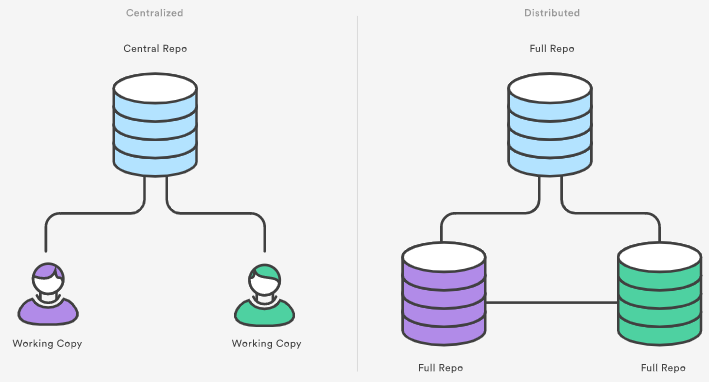 Centralized
Distributed
Central Repo
Full Repo
Working Copy
Working Copy
Full Repo
Full Repo